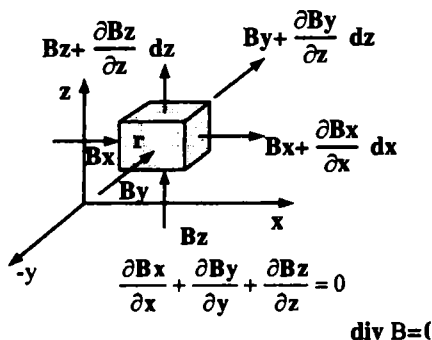 Bz+ ∂Bz/∂z dz
By+ ∂By/∂z dz
z
r
Bx
Bx+ ∂Bx/∂x dx
By
x
Bz
-y
∂Bx/∂x + ∂By/∂y + ∂Bz/∂z = 0
div B=0